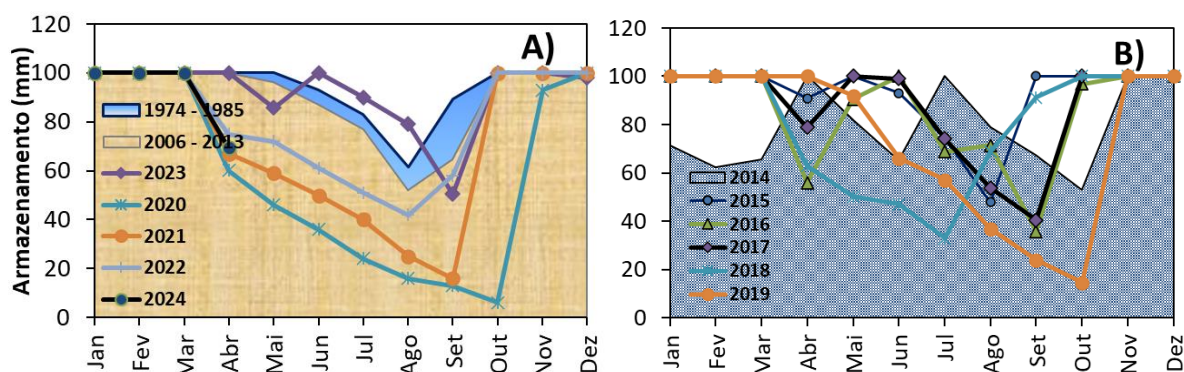 Armazenamento (mm)
120
100
80
60
40
20
0
A)
1974 - 1985
2006 - 2013
2023
2020
2021
2022
2024
Jan
Fev
Mar
Abr
Mai
Jun
Jul
Ago
Set
Out
Nov
Dez
120
100
80
60
40
20
0
B)
2014
2015
2016
2017
2018
2019
Jan
Fev
Mar
Abr
Mai
Jun
Jul
Ago
Set
Out
Nov
Dez